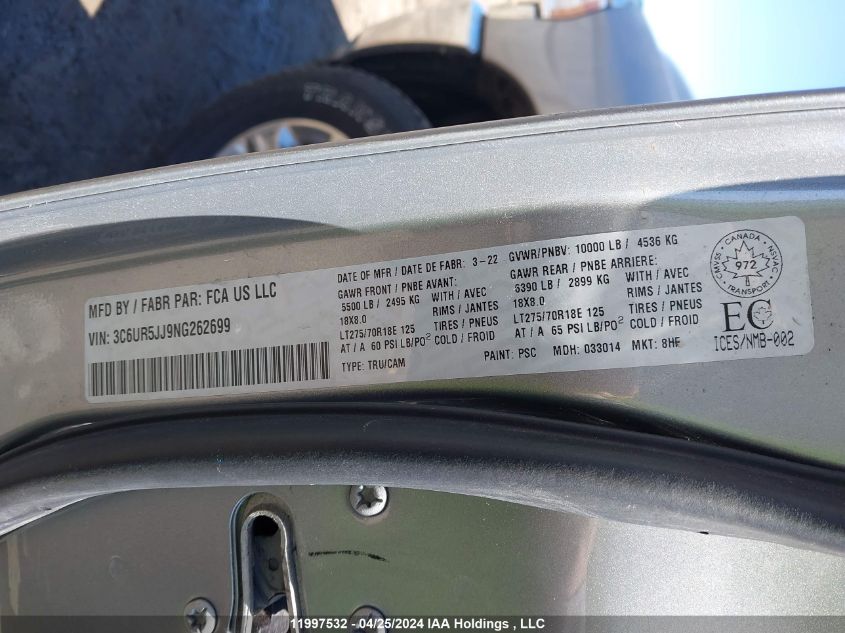 TRANS
MFD BY / FABR PAR: FCA US LLC
VIN: 3C6UR5JJ9NG262699
DATE OF MFR / DATE DE FABR: 3-22
GAWR FRONT / PNBE AVANT:
5500 LB / 2495 KG WITH / AVEC
18X8.0 RIMS / JANTES
LT275/70R18E 125 TIRES / PNEUS
AT / A 60 PSI LB/PO² COLD / FROID
TYPE: TRU/CAM
GVWR/PNBV: 10000 LB / 4536 KG
GAWR REAR / PNBE ARRIERE:
6390 LB / 2899 KG WITH / AVEC
18X8.0 RIMS / JANTES
LT275/70R18E 125 TIRES / PNEUS
AT / A 65 PSI LB/PO² COLD / FROID
PAINT: PSC MDH: 033014 MKT: 8HF
CANADA
CMVSS NSVAC
972
TRANSPORT
EC
ICES/NMB-002
11997532 - 04/25/2024 IAA Holdings , LLC